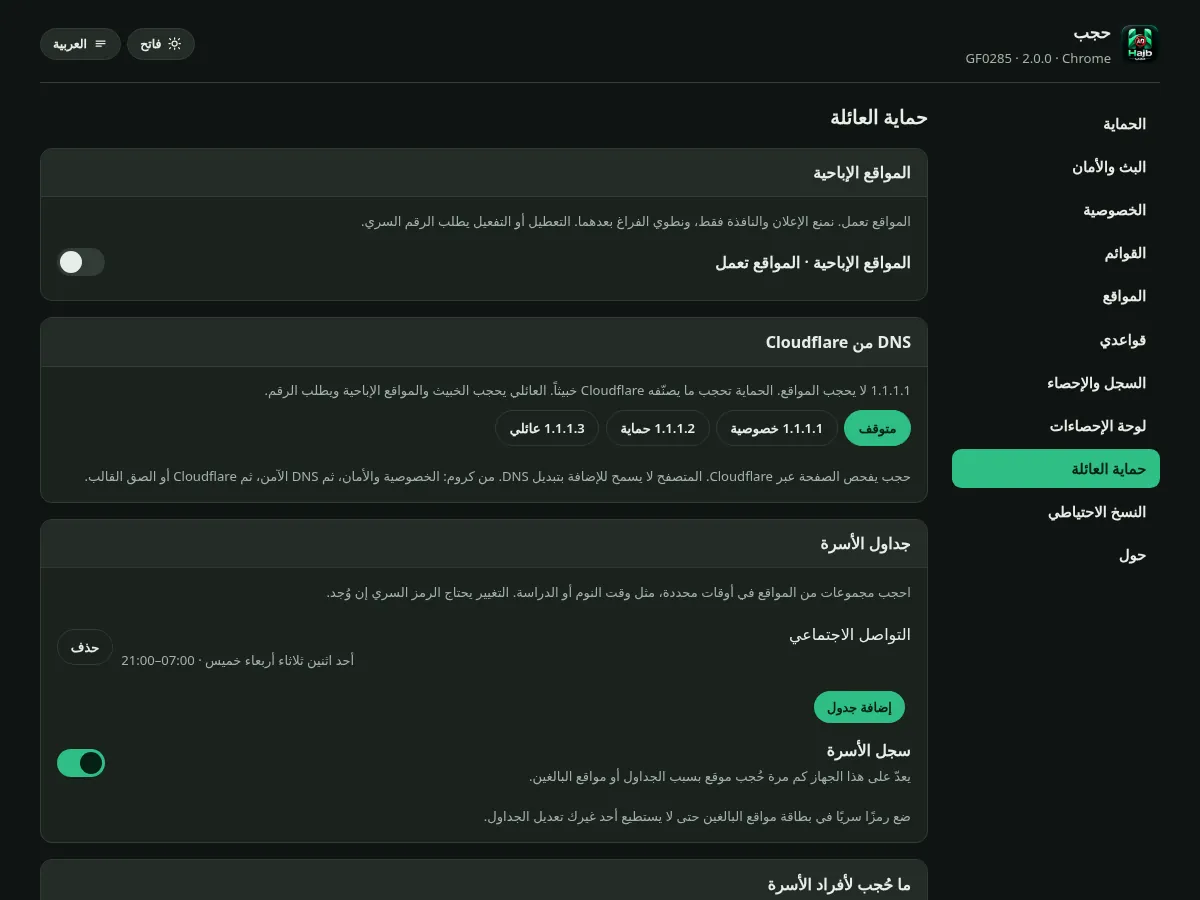 حجب
GF0285 · 2.0.0 · Chrome
Hajb
فاتح
العربية
الحماية
البث والأمان
الخصوصية
القوائم
المواقع
قواعدي
السجل والإحصاء
لوحة الإحصاءات
حماية العائلة
النسخ الاحتياطي
حول
حماية العائلة
المواقع الإباحية
المواقع تعمل. نمنع الإعلان والنافذة فقط، ونطوي الفراغ بعدهما. التعطيل أو التفعيل يطلب الرقم السري.
المواقع الإباحية · المواقع تعمل
DNS من Cloudflare
1.1.1.1 لا يحجب المواقع. الحماية تحجب ما يصنّفه Cloudflare خبيثاً. العائلي يحجب الخبيث والمواقع الإباحية ويطلب الرقم.
متوقف
1.1.1.1 خصوصية
1.1.1.2 حماية
1.1.1.3 عائلي
حجب يفحص الصفحة عبر Cloudflare. المتصفح لا يسمح للإضافة بتبديل DNS. من كروم: الخصوصية والأمان، ثم DNS الآمن، ثم Cloudflare أو الصق القالب.
جداول الأسرة
احجب مجموعات من المواقع في أوقات محددة، مثل وقت النوم أو الدراسة. التغيير يحتاج الرمز السري إن وُجد.
التواصل الاجتماعي
أحد اثنين ثلاثاء أربعاء خميس · 21:00–07:00
حذف
إضافة جدول
سجل الأسرة
يعدّ على هذا الجهاز كم مرة حُجب موقع بسبب الجداول أو مواقع البالغين.
ضع رمزًا سريًا في بطاقة مواقع البالغين حتى لا يستطيع أحد غيرك تعديل الجداول.
ما حُجب لأفراد الأسرة